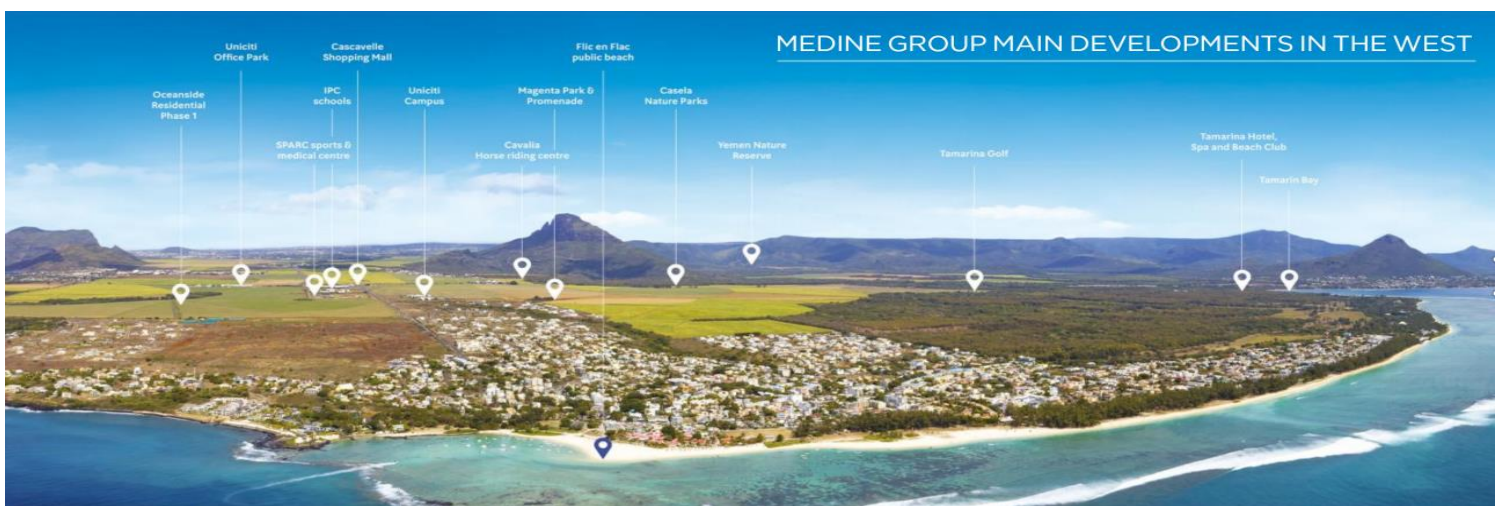 MEDINE GROUP MAIN DEVELOPMENTS IN THE WEST
Uniciti
Office Park
Cascavelle
Shopping Mall
Flic en Flac
public beach
Oceanside
Residential
Phase 1
IPC
schools
Uniciti
Campus
Magenta Park &
Promenade
Casela
Nature Parks
SPARC sports &
medical centre
Cavalia
Horse riding centre
Yemen Nature
Reserve
Tamarina Golf
Tamarina Hotel,
Spa and Beach Club
Tamarin Bay